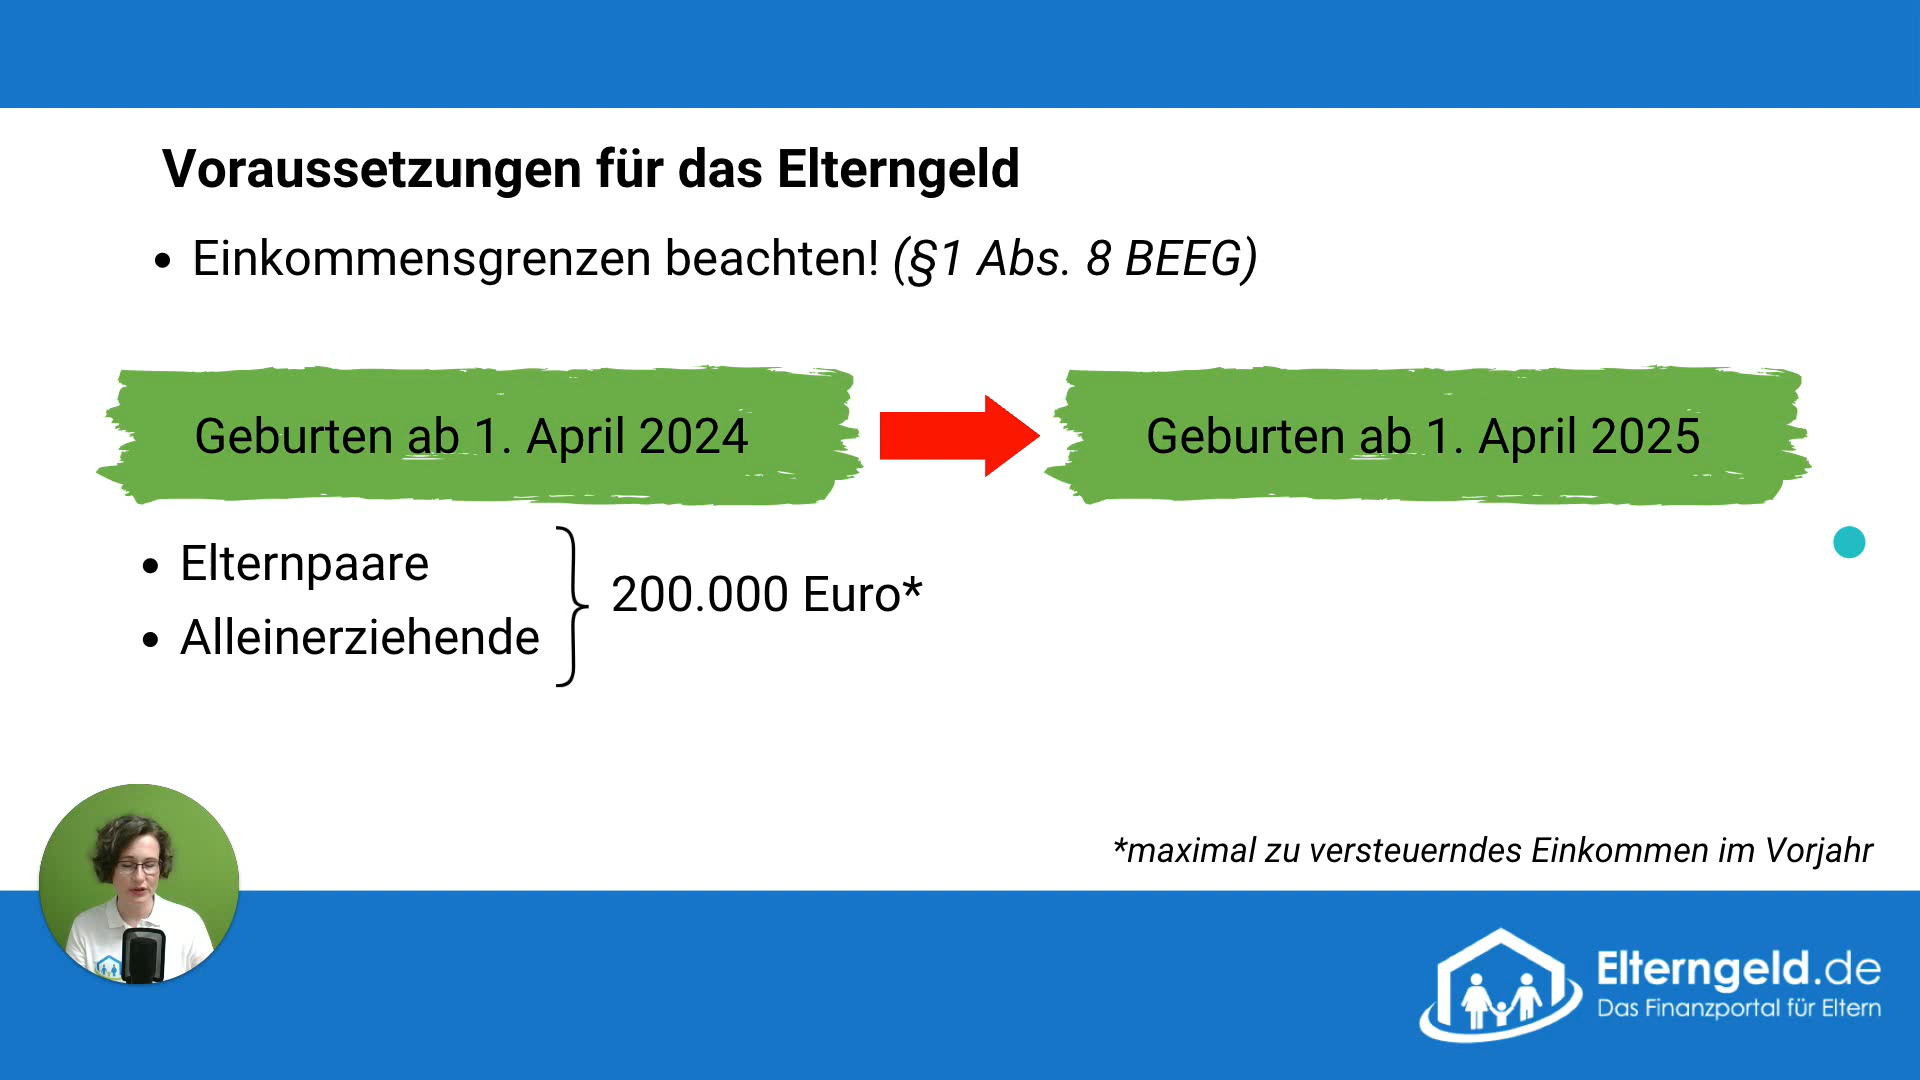 Voraussetzungen für das Elterngeld
• Einkommensgrenzen beachten! (§1 Abs. 8 BEEG)
Geburten ab 1. April 2024
Geburten ab 1. April 2025
• Elternpaare
• Alleinerziehende
200.000 Euro*
*maximal zu versteuerndes Einkommen im Vorjahr
Elterngeld.de
Das Finanzportal für Eltern